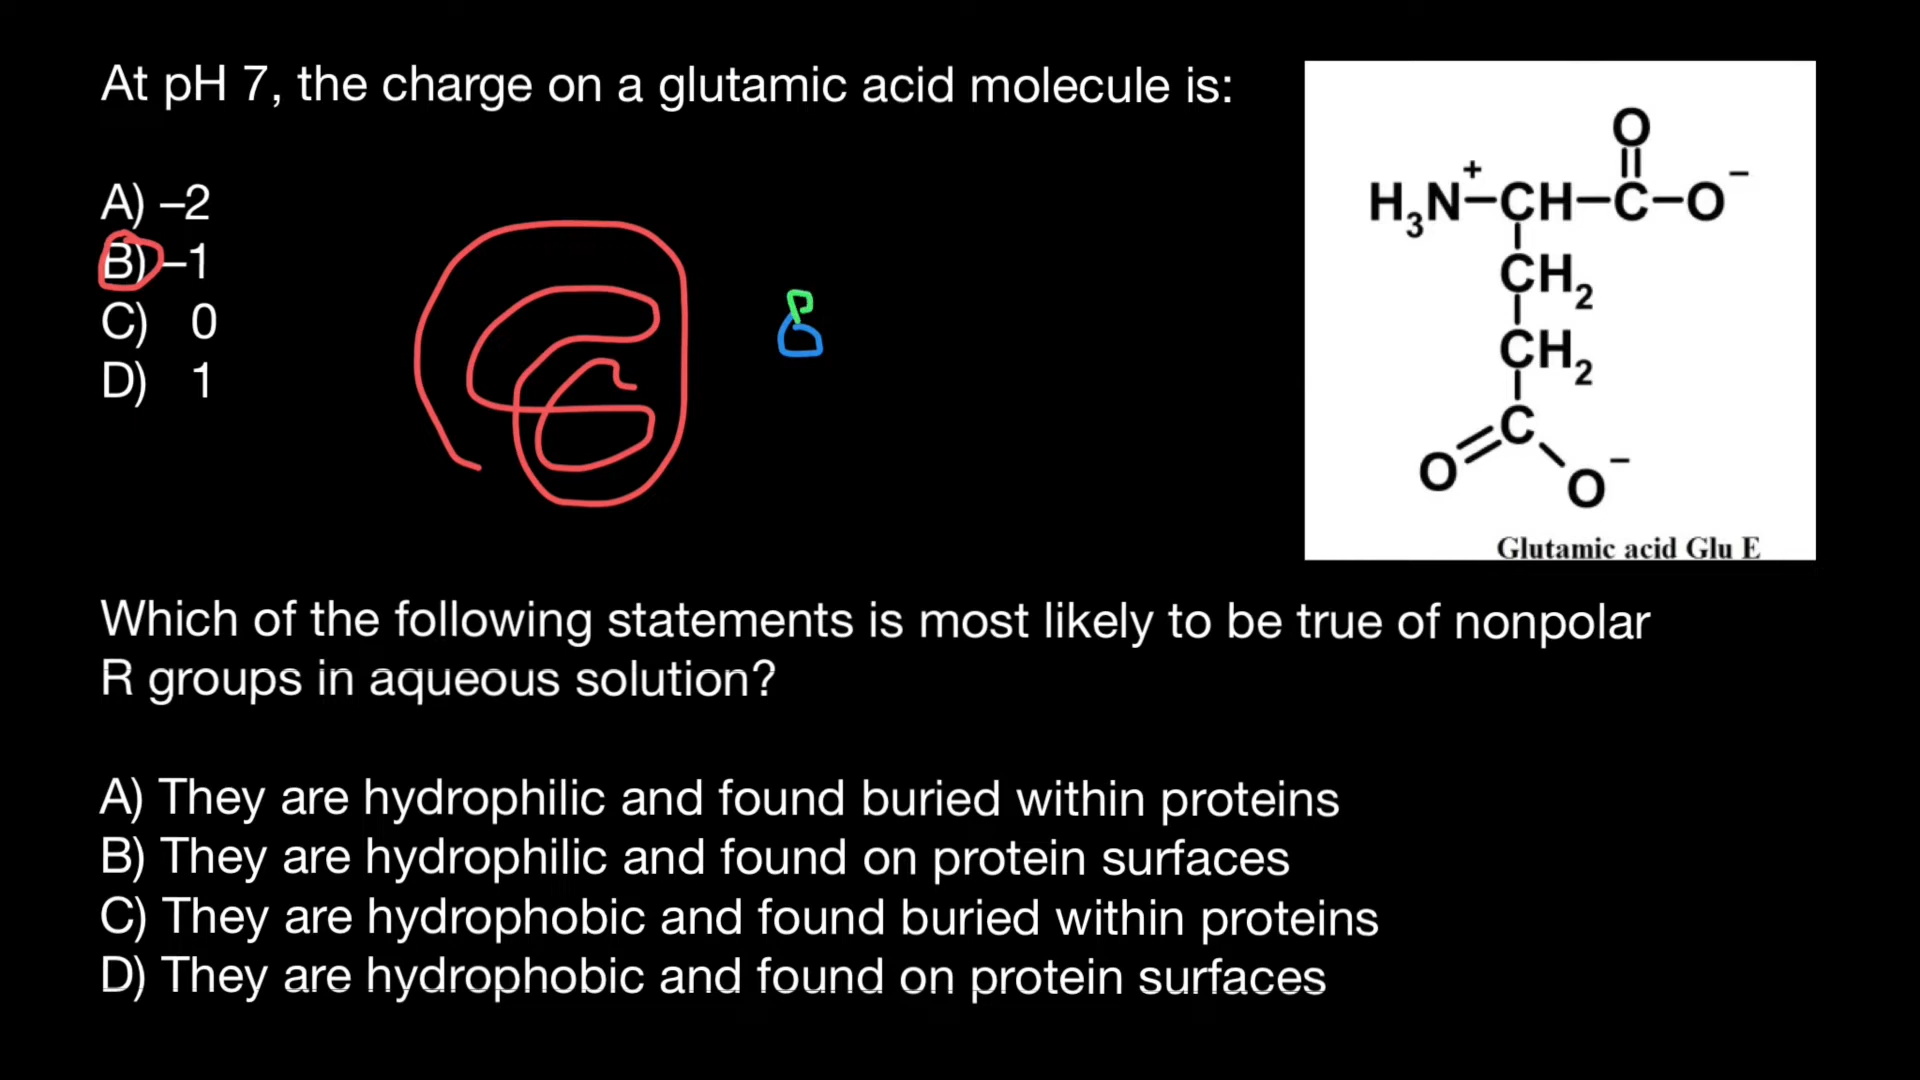 At pH 7, the charge on a glutamic acid molecule is:
A) –2
B) –1
C) 0
D) 1
O
H3N+–CH–C–O–
CH2
CH2
C
O O–
Glutamic acid Glu E
Which of the following statements is most likely to be true of nonpolar
R groups in aqueous solution?
A) They are hydrophilic and found buried within proteins
B) They are hydrophilic and found on protein surfaces
C) They are hydrophobic and found buried within proteins
D) They are hydrophobic and found on protein surfaces